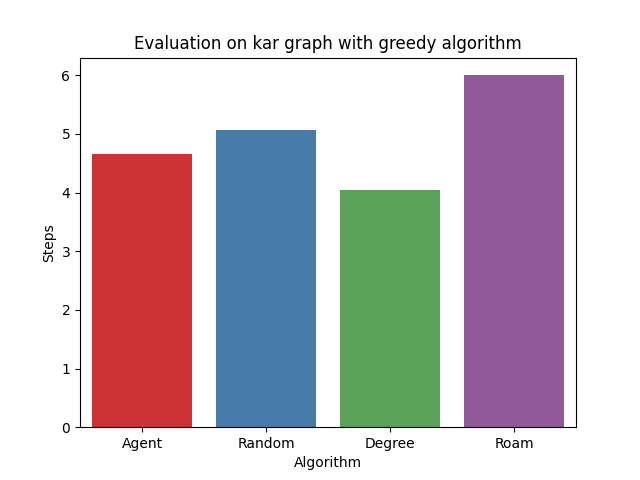 Evaluation on kar graph with greedy algorithm
6
5
4
3
2
1
0
Steps
Agent Random Degree Roam
Algorithm